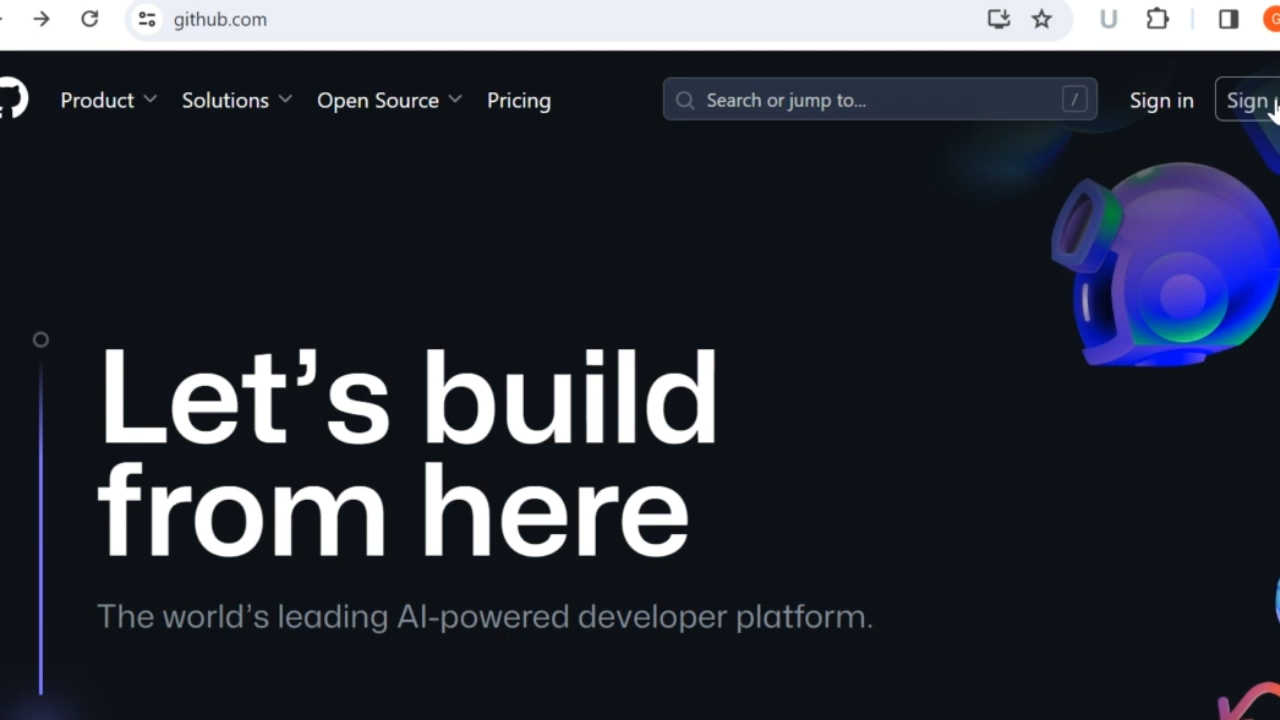 github.com
U
G
Product
Solutions
Open Source
Pricing
Search or jump to...
/
Sign in
Sign
Let’s build
from here
The world’s leading AI-powered developer platform.